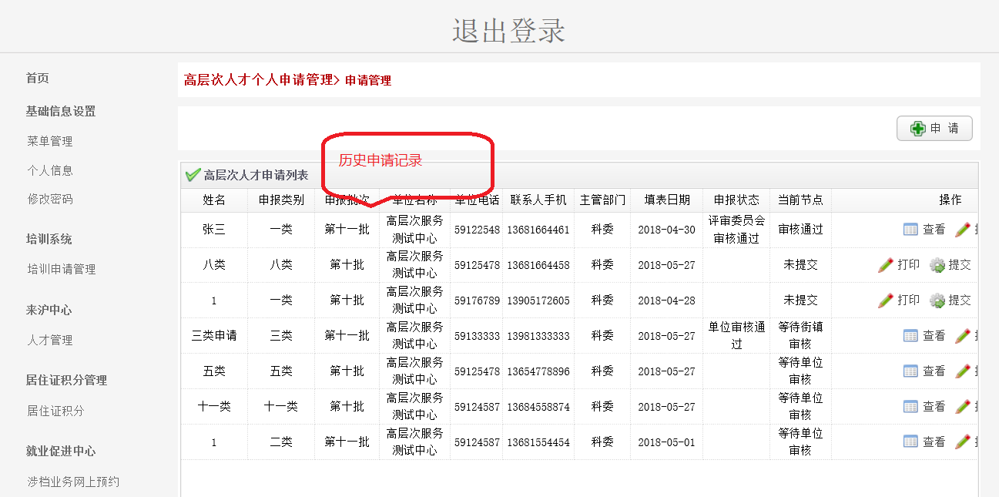 退出登录
首页
基础信息设置
菜单管理
个人信息
修改密码
培训系统
培训申请管理
来沪中心
人才管理
居住证积分管理
居住证积分
就业促进中心
涉档业务网上预约
高层次人才个人申请管理> 申请管理
申 请
历史申请记录
高层次人才申请列表
姓名 申报类别 申报批次 单位名称 单位电话 联系人手机 主管部门 填表日期 申报状态 当前节点 操作
张三 一类 第十一批 高层次服务测试中心 59122548 13681664461 科委 2018-04-30 评审委员会审核通过 审核通过 查看
八类 八类 第十批 高层次服务测试中心 59125478 13681664458 科委 2018-05-27 未提交 打印 提交
1 一类 第十批 高层次服务测试中心 59176789 13905172605 科委 2018-04-28 未提交 打印 提交
三类申请 三类 第十一批 高层次服务测试中心 59133333 13981333333 科委 2018-05-27 单位审核通过 等待街镇审核 查看
五类 五类 第十批 高层次服务测试中心 59125478 13654778896 科委 2018-05-27 等待单位审核 查看
十一类 十一类 第十批 高层次服务测试中心 59124587 13684558874 科委 2018-05-27 等待单位审核 查看
1 二类 第十一批 高层次服务测试中心 59124587 13681554454 科委 2018-05-01 等待单位审核 查看